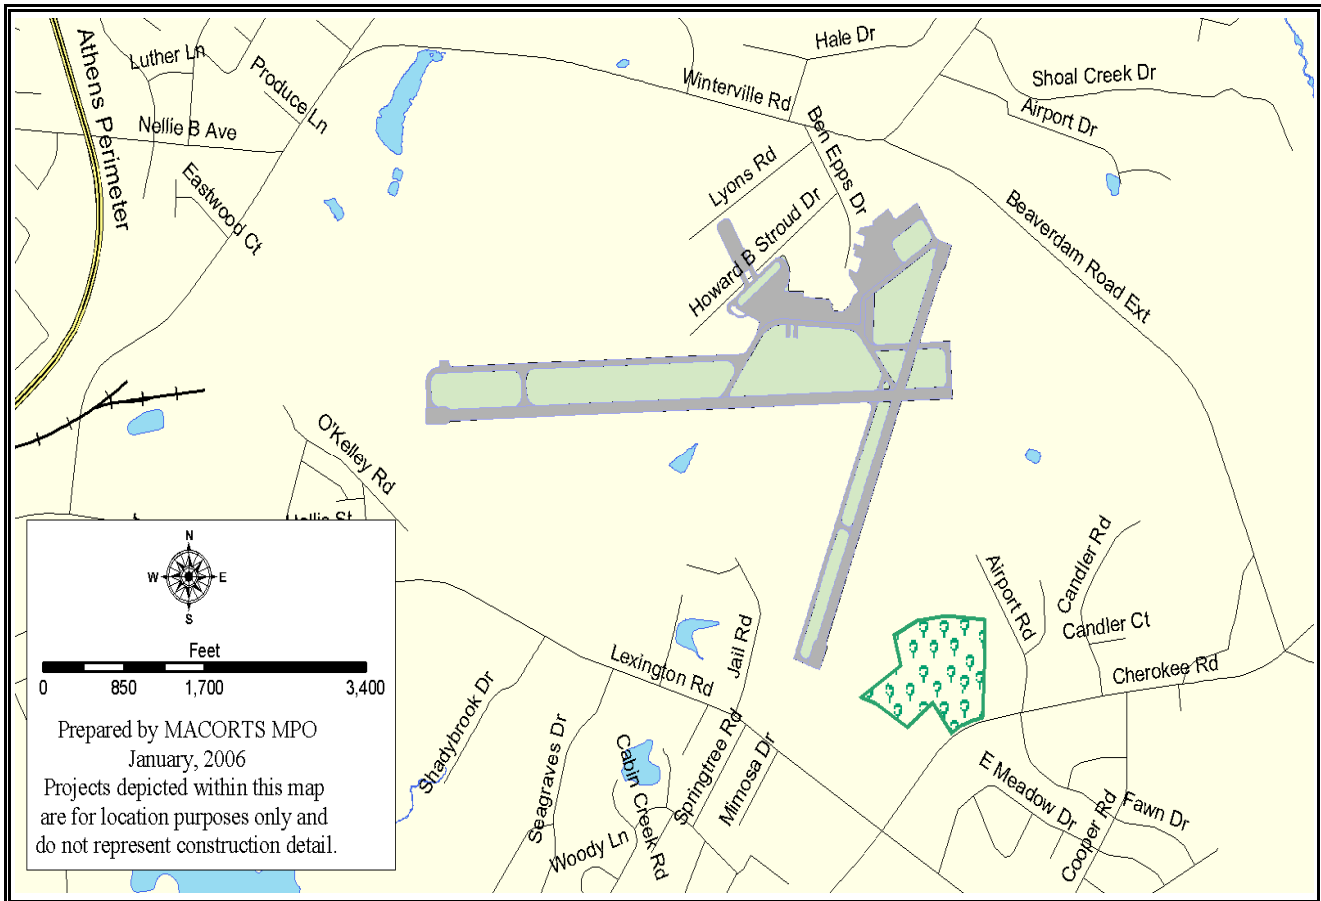 Athens Perimeter
Luther Ln
Produce Ln
Nellie B Ave
Eastwood Ct
Winterville Rd
Hale Dr
Shoal Creek Dr
Airport Dr
Ben Epps Dr
Lyons Rd
Howard B Stroud Dr
Beaverdam Road Ext
O'Kelley Rd
Hollis St
N
W
E
S
Feet
0
850
1,700
3,400
Prepared by MACORTS MPO
January, 2006
Projects depicted within this map
are for location purposes only and
do not represent construction detail.
Airport Rd
Candler Rd
Candler Ct
Cherokee Rd
Jail Rd
Lexington Rd
Shadybrook Dr
Seagraves Dr
Cabin Creek Rd
Springtree Rd
Mimosa Dr
Woody Ln
E Meadow Dr
Cooper Rd
Fawn Dr